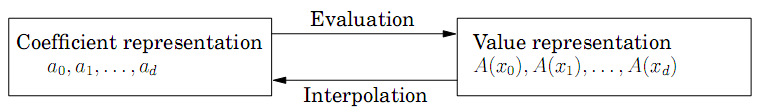 Evaluation
Coefficient representation
a_0, a_1, . . . , a_d
Value representation
A(x_0), A(x_1), . . . , A(x_d)
Interpolation